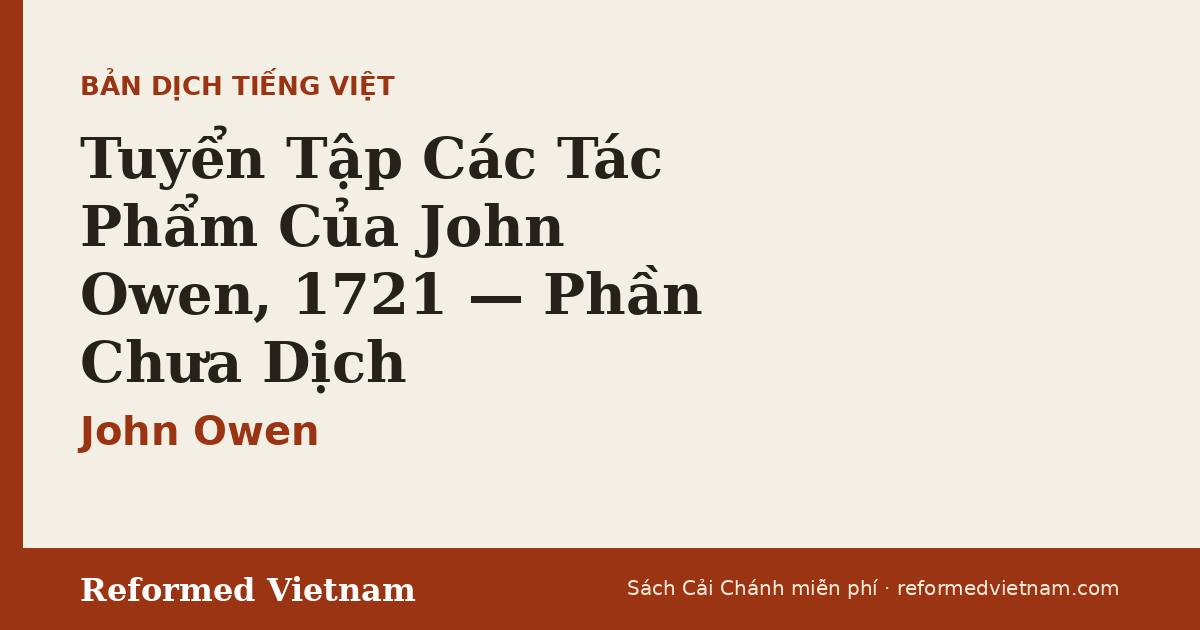 BẢN DỊCH TIẾNG VIỆT
Tuyển Tập Các Tác
Phẩm Của John
Owen, 1721 — Phần
Chưa Dịch
John Owen
Reformed Vietnam
Sách Cải Chánh miễn phí · reformedvietnam.com